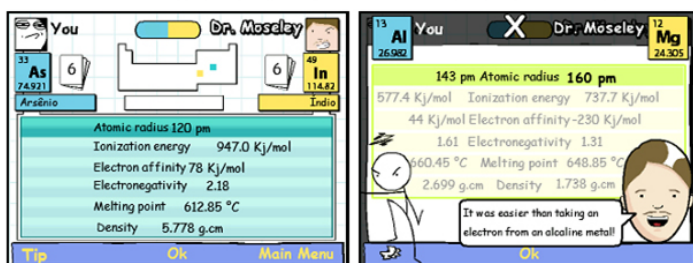 You
Dr. Moseley
33
As
74.921
6
6
49
In
114.82
Arsênio
Índio
Atomic radius 120 pm
Ionization energy 947.0 Kj/mol
Electron affinity 78 Kj/mol
Electronegativity 2.18
Melting point 612.85 °C
Density 5.778 g.cm
Tip
Ok
Main Menu
13
Al
26.982
You
X
Dr. Moseley
12
Mg
24.305
143 pm Atomic radius 160 pm
577.4 Kj/mol Ionization energy 737.7 Kj/mol
44 Kj/mol Electron affinity -230 Kj/mol
1.61 Electronegativity 1.31
660.45 °C Melting point 648.85 °C
2.699 g.cm Density 1.738 g.cm
It was easier than taking an
electron from an alcaline metal!
Ok